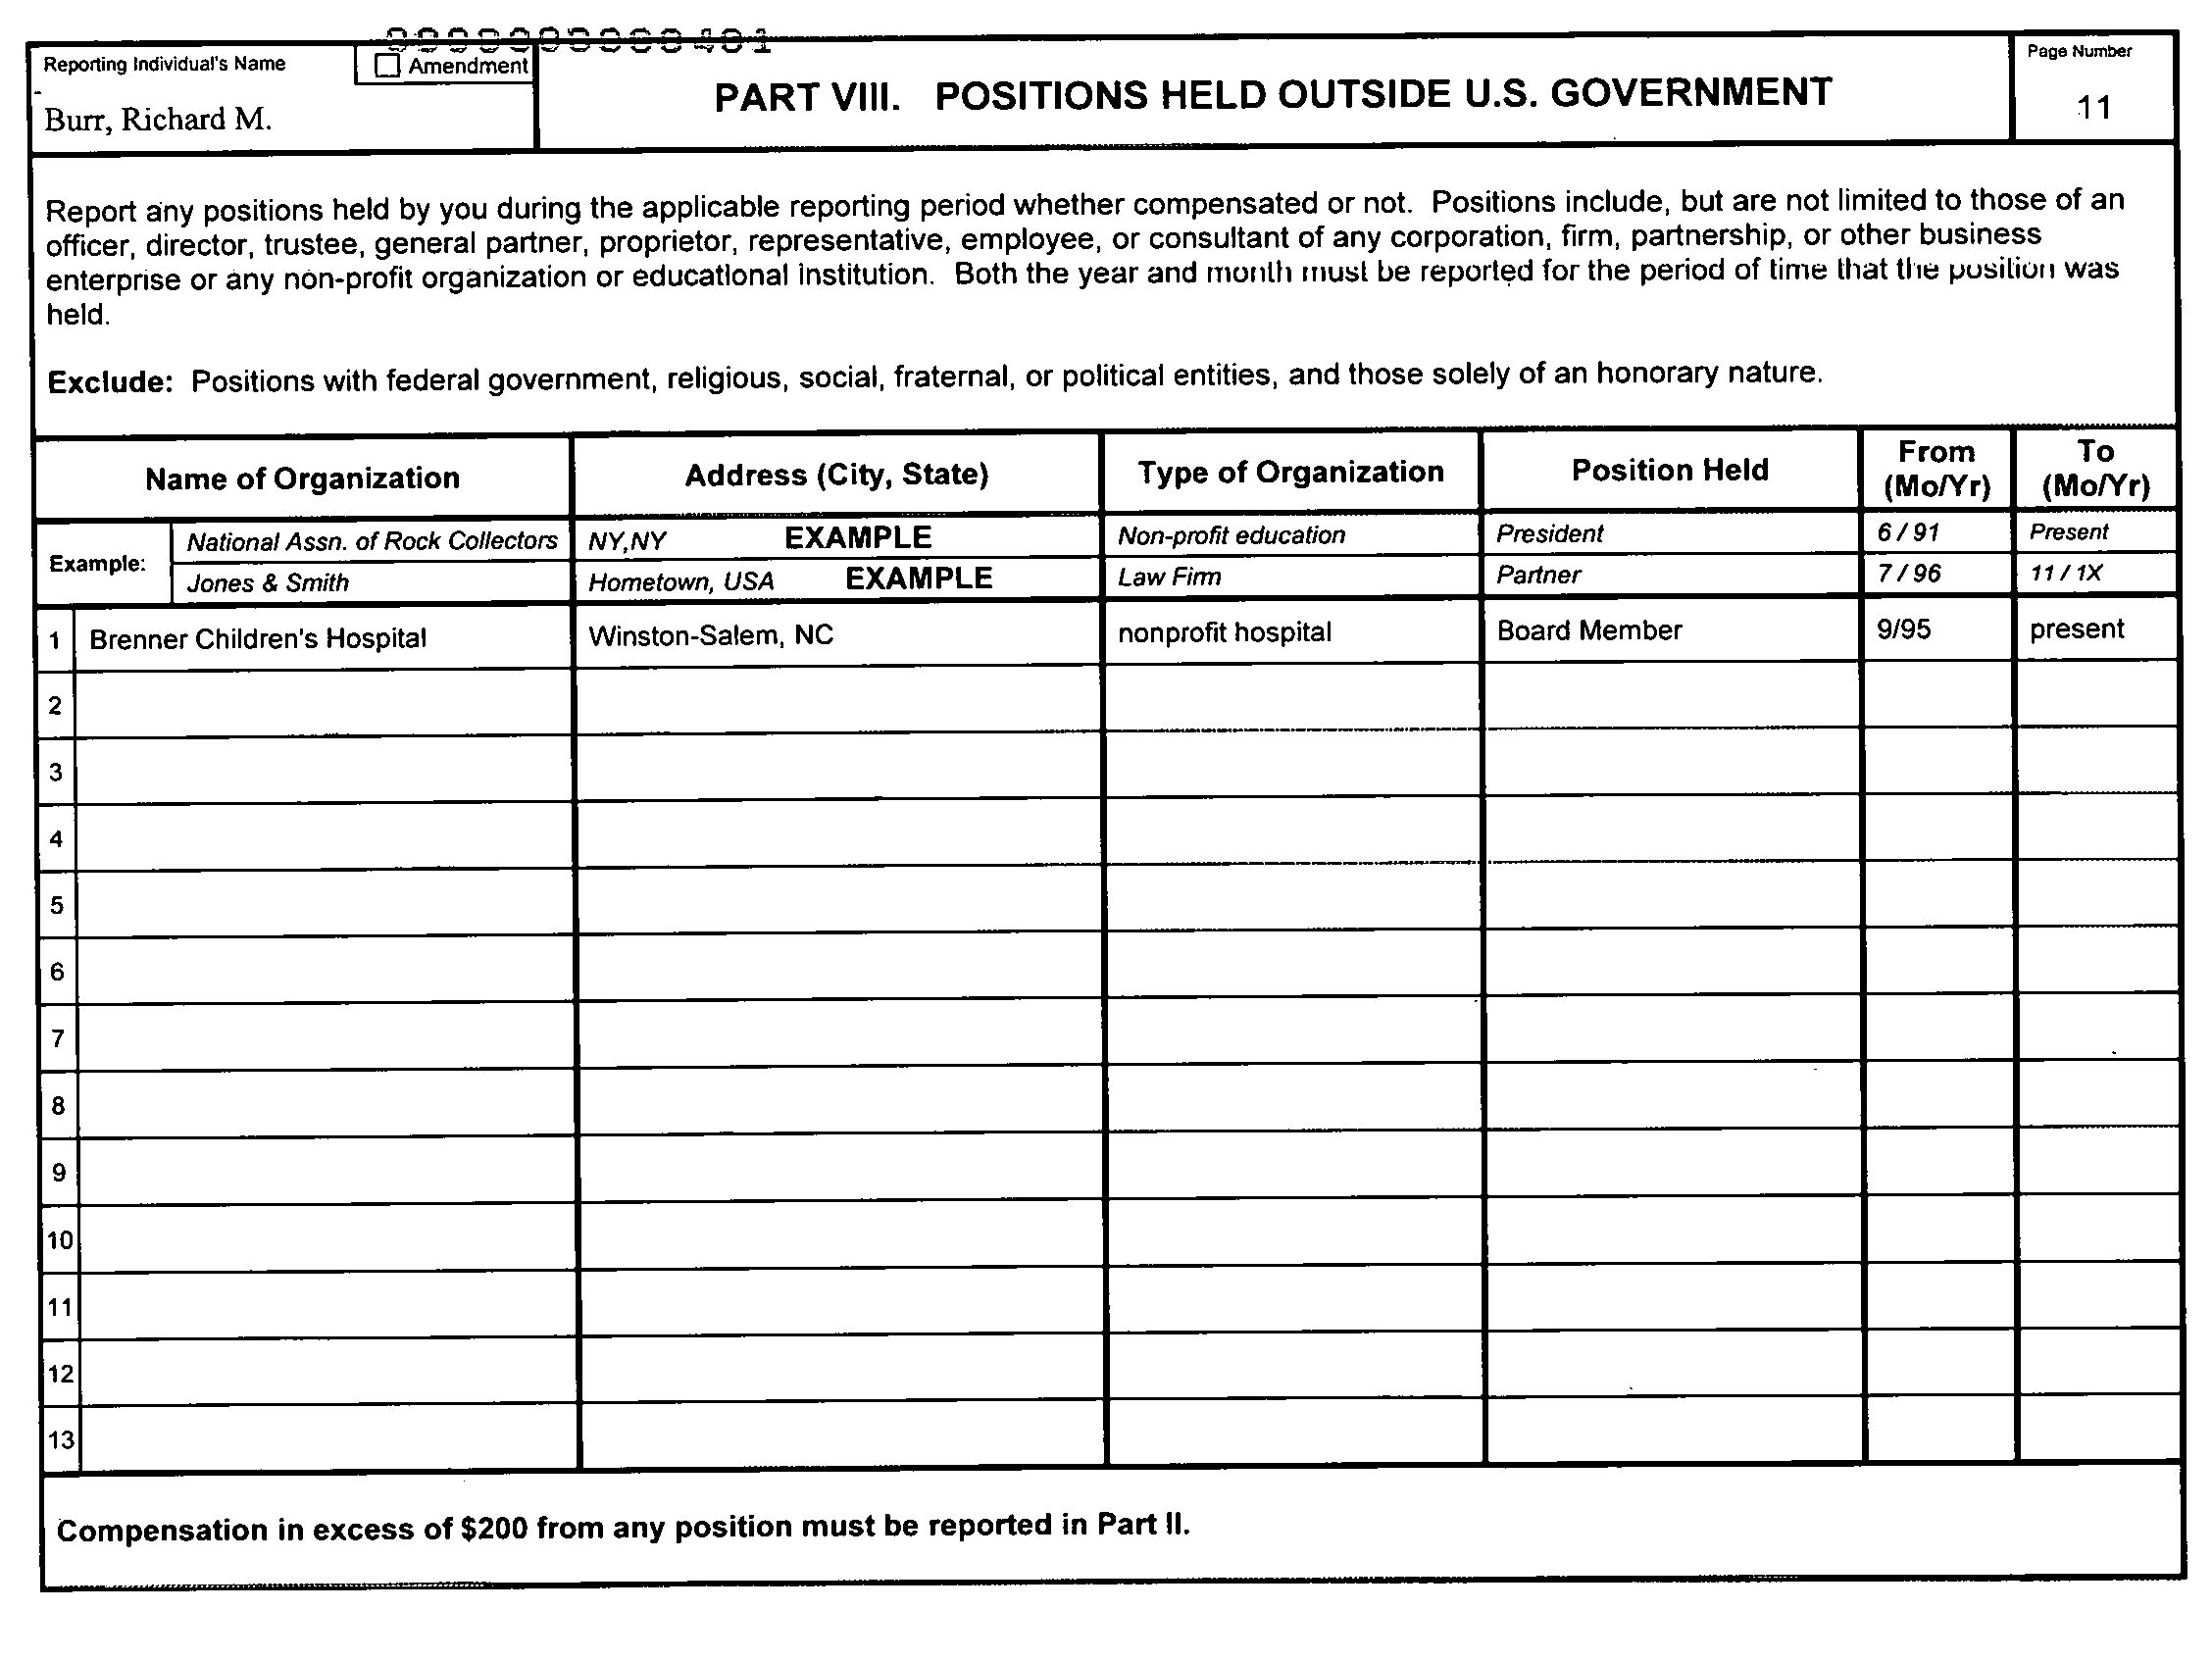 0000000000401
Reporting Individual's Name
Amendment
Burr, Richard M.
PART VIII. POSITIONS HELD OUTSIDE U.S. GOVERNMENT
Page Number
11
Report any positions held by you during the applicable reporting period whether compensated or not. Positions include, but are not limited to those of an
officer, director, trustee, general partner, proprietor, representative, employee, or consultant of any corporation, firm, partnership, or other business
enterprise or any non-profit organization or educational institution. Both the year and month must be reported for the period of time that the position was
held.
Exclude: Positions with federal government, religious, social, fraternal, or political entities, and those solely of an honorary nature.
Name of Organization Address (City, State) Type of Organization Position Held From (Mo/Yr) To (Mo/Yr)
Example:
National Assn. of Rock Collectors NY,NY EXAMPLE Non-profit education President 6 / 91 Present
Jones & Smith Hometown, USA EXAMPLE Law Firm Partner 7 / 96 11 / 1X
1 Brenner Children's Hospital Winston-Salem, NC nonprofit hospital Board Member 9/95 present
2
3
4
5
6
7
8
9
10
11
12
13
Compensation in excess of $200 from any position must be reported in Part II.